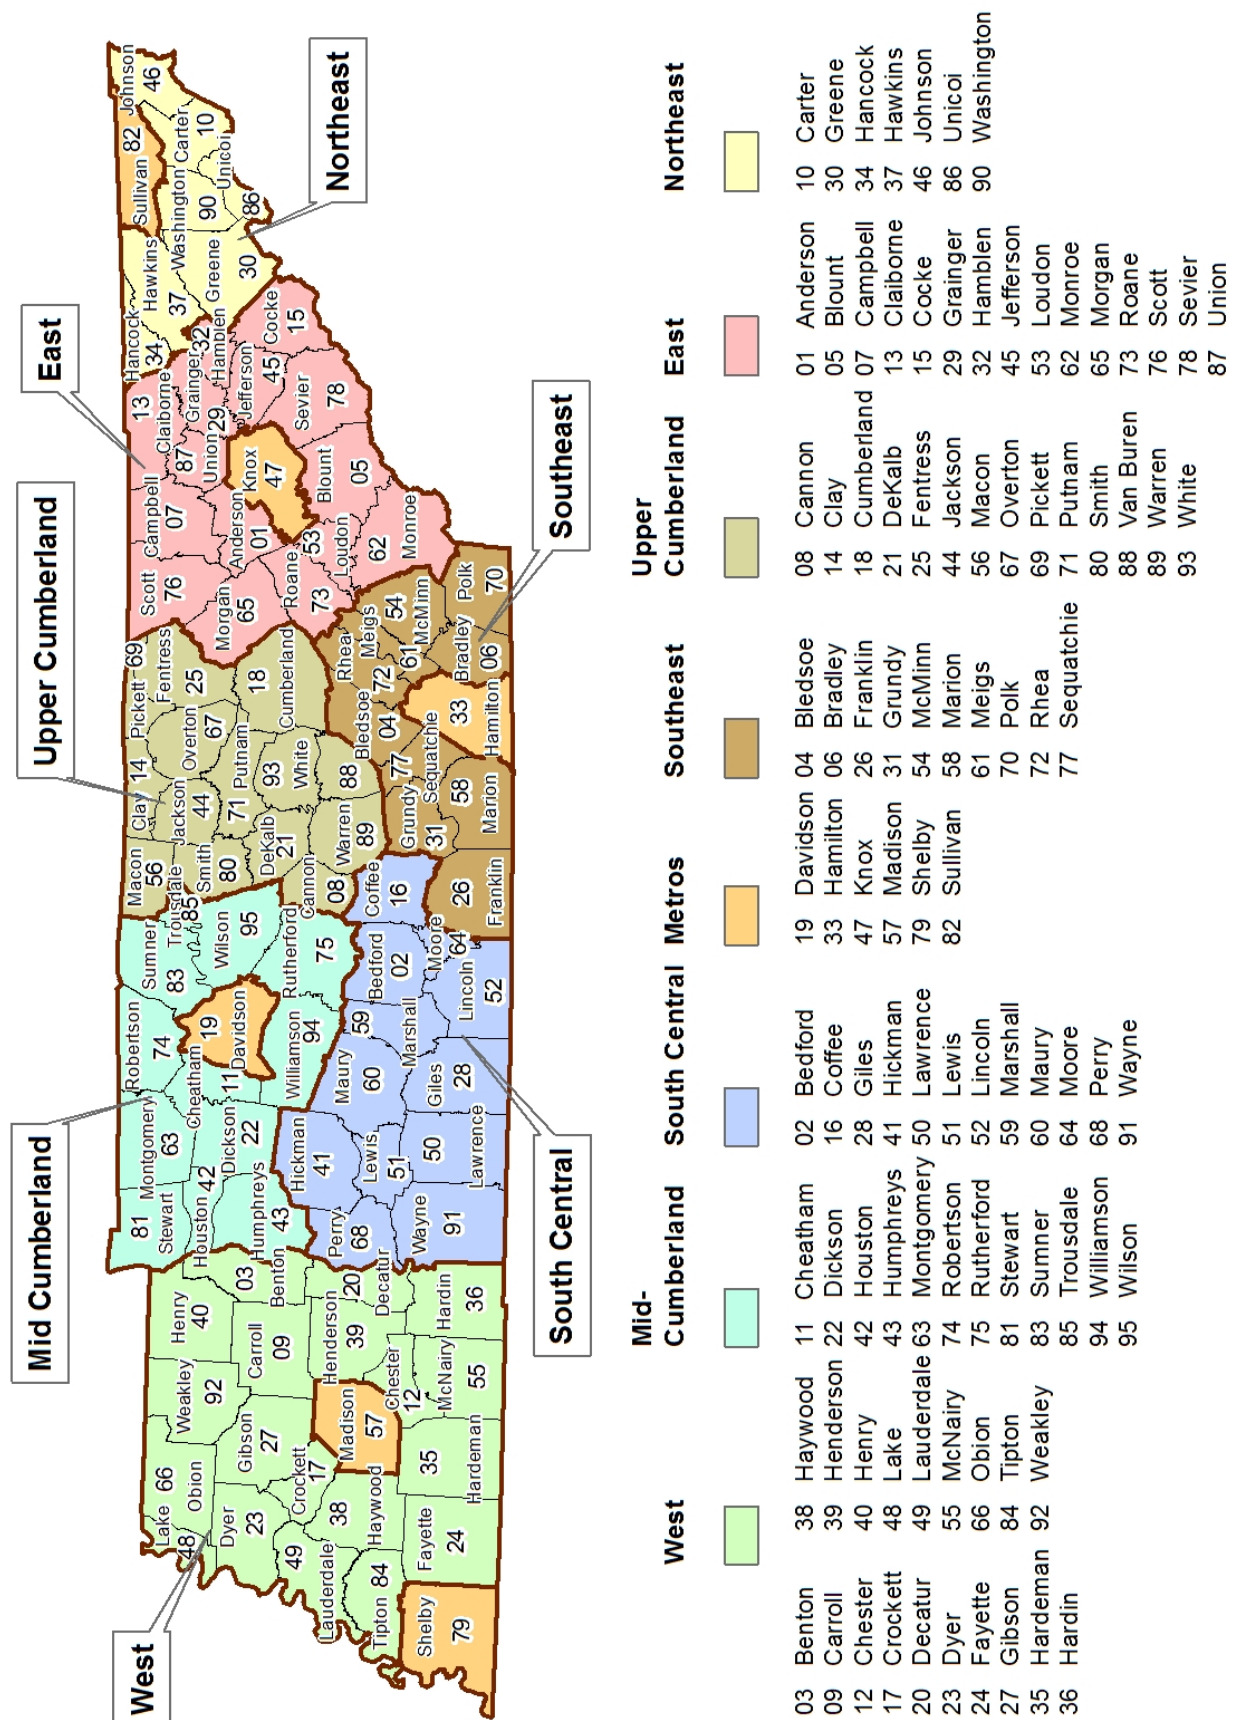 Mid Cumberland
Upper Cumberland
East
West
South Central
Southeast
Northeast
Lake
48
66
Obion
Weakley
92
Henry
40
Dyer
23
Gibson
27
Carroll
09
03
Benton
Lauderdale
49
Crockett
17
Madison
57
Henderson
39
20
Decatur
Tipton
84
38
Haywood
Chester
12
Shelby
79
Fayette
24
35
Hardeman
McNairy
55
Hardin
36
81
Stewart
Montgomery
63
Robertson
74
Sumner
83
Trousdale
85
Houston
42
Dickson
22
Cheatham
11
19
Davidson
Wilson
95
Humphreys
43
Williamson
94
Rutherford
75
Hickman
41
Perry
68
Lewis
51
Maury
60
59
Marshall
Bedford
02
Coffee
16
Wayne
91
50
Lawrence
Giles
28
Lincoln
52
Moore
64
Macon
56
Clay
14
Pickett
69
Jackson
44
Overton
67
Fentress
25
Smith
80
71
Putnam
DeKalb
21
93
White
18
Cumberland
Cannon
08
Warren
89
88
Grundy
31
77
Sequatchie
Bledsoe
04
Rhea
72
Meigs
61
54
McMinn
26
Franklin
58
Marion
33
Hamilton
Bradley
06
Polk
70
Scott
76
Campbell
07
13
Claiborne
Morgan
65
Anderson
01
87
Union
Grainger
29
32
Hamblen
Roane
73
53
Loudon
Knox
47
Jefferson
45
Cocke
15
62
Monroe
Blount
05
Sevier
78
Hancock
34
Hawkins
37
Sullivan
82
Johnson
46
Greene
30
Washington
90
Carter
10
Unicoi
86
West
03 Benton
09 Carroll
12 Chester
17 Crockett
20 Decatur
23 Dyer
24 Fayette
27 Gibson
35 Hardeman
36 Hardin
38 Haywood
39 Henderson
40 Henry
48 Lake
49 Lauderdale
55 McNairy
66 Obion
84 Tipton
92 Weakley
Mid-
Cumberland
11 Cheatham
22 Dickson
42 Houston
43 Humphreys
63 Montgomery
74 Robertson
75 Rutherford
81 Stewart
83 Sumner
85 Trousdale
94 Williamson
95 Wilson
South Central
02 Bedford
16 Coffee
28 Giles
41 Hickman
50 Lawrence
51 Lewis
52 Lincoln
59 Marshall
60 Maury
64 Moore
68 Perry
91 Wayne
Metros
19 Davidson
33 Hamilton
47 Knox
57 Madison
79 Shelby
82 Sullivan
Southeast
04 Bledsoe
06 Bradley
26 Franklin
31 Grundy
54 McMinn
58 Marion
61 Meigs
70 Polk
72 Rhea
77 Sequatchie
Upper
Cumberland
08 Cannon
14 Clay
18 Cumberland
21 DeKalb
25 Fentress
44 Jackson
56 Macon
67 Overton
69 Pickett
71 Putnam
80 Smith
88 Van Buren
89 Warren
93 White
East
01 Anderson
05 Blount
07 Campbell
13 Claiborne
15 Cocke
29 Grainger
32 Hamblen
45 Jefferson
53 Loudon
62 Monroe
65 Morgan
73 Roane
76 Scott
78 Sevier
87 Union
Northeast
10 Carter
30 Greene
34 Hancock
37 Hawkins
46 Johnson
86 Unicoi
90 Washington